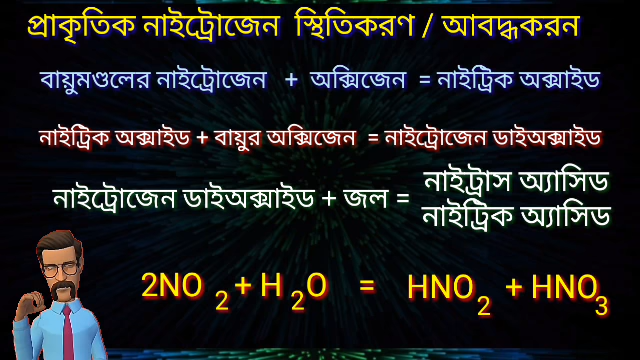 প্রাকৃতিক নাইট্রোজেন স্থিতিকরণ / আবদ্ধকরন
বায়ুমণ্ডলের নাইট্রোজেন + অক্সিজেন = নাইট্রিক অক্সাইড
নাইট্রিক অক্সাইড + বায়ুর অক্সিজেন = নাইট্রোজেন ডাইঅক্সাইড
নাইট্রোজেন ডাইঅক্সাইড + জল = নাইট্রাস অ্যাসিড
নাইট্রিক অ্যাসিড
2NO₂ + H₂O = HNO₂ + HNO₃